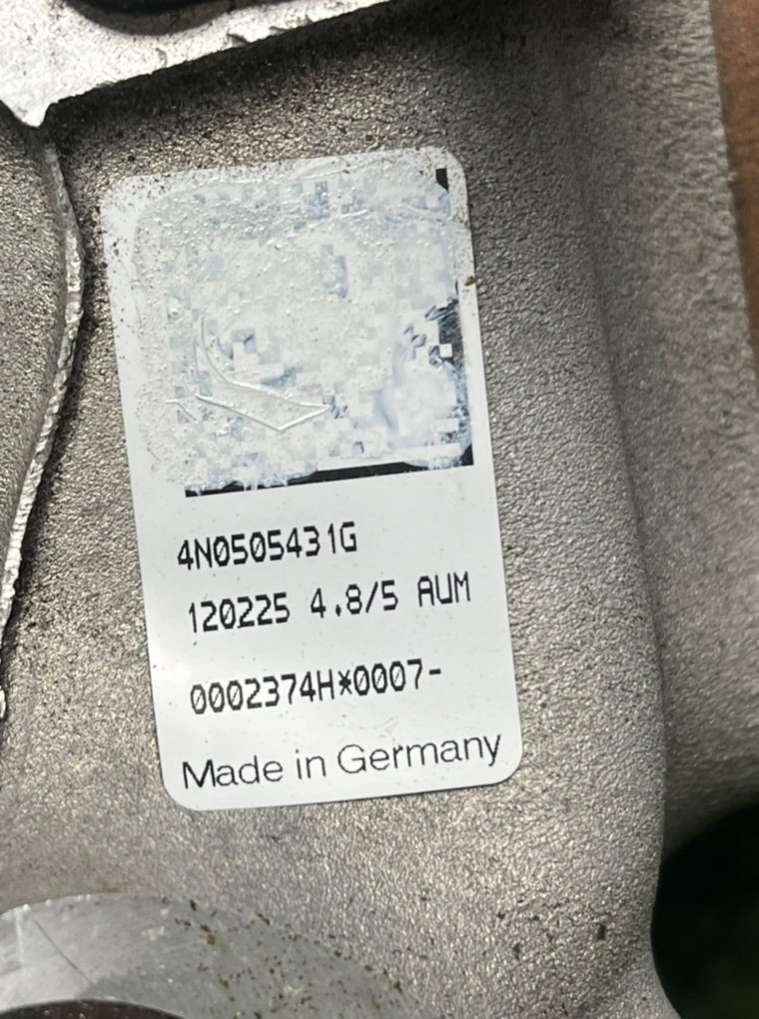 4N0505431G
120225 4.8/5 AUM
0002374H*0007-
Made in Germany